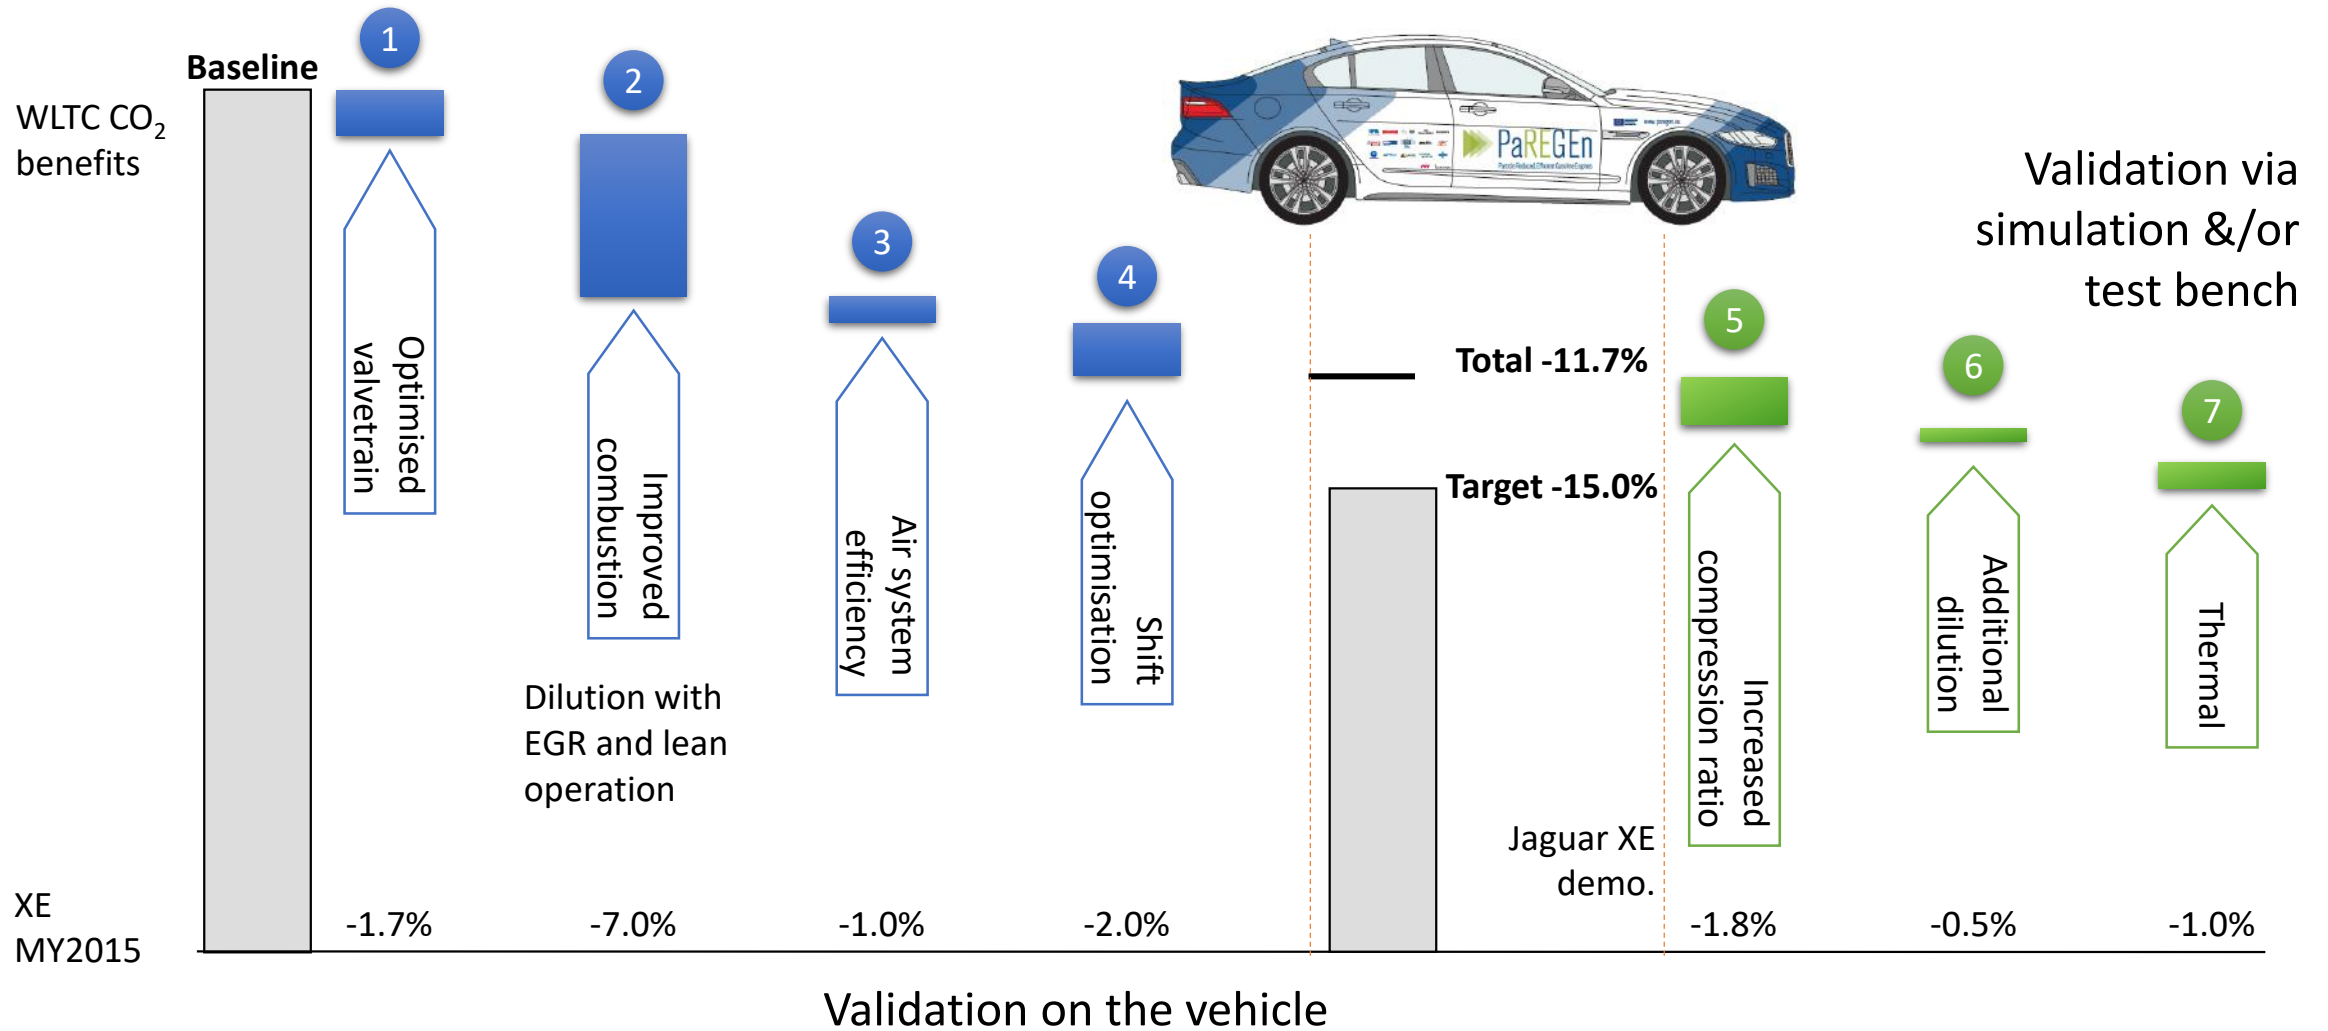 WLTC CO₂
benefits
Baseline
1
2
3
4
5
6
7
Optimised
valvetrain
Improved
combustion
Air system
efficiency
Shift
optimisation
Increased
compression ratio
Additional
dilution
Thermal
Dilution with
EGR and lean
operation
PaREGEn
Total -11.7%
Target -15.0%
Jaguar XE
demo.
Validation via
simulation &/or
test bench
XE
MY2015
-1.7%
-7.0%
-1.0%
-2.0%
-1.8%
-0.5%
-1.0%
Validation on the vehicle